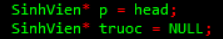 SinhVien* p = head;
SinhVien* truoc = NULL;